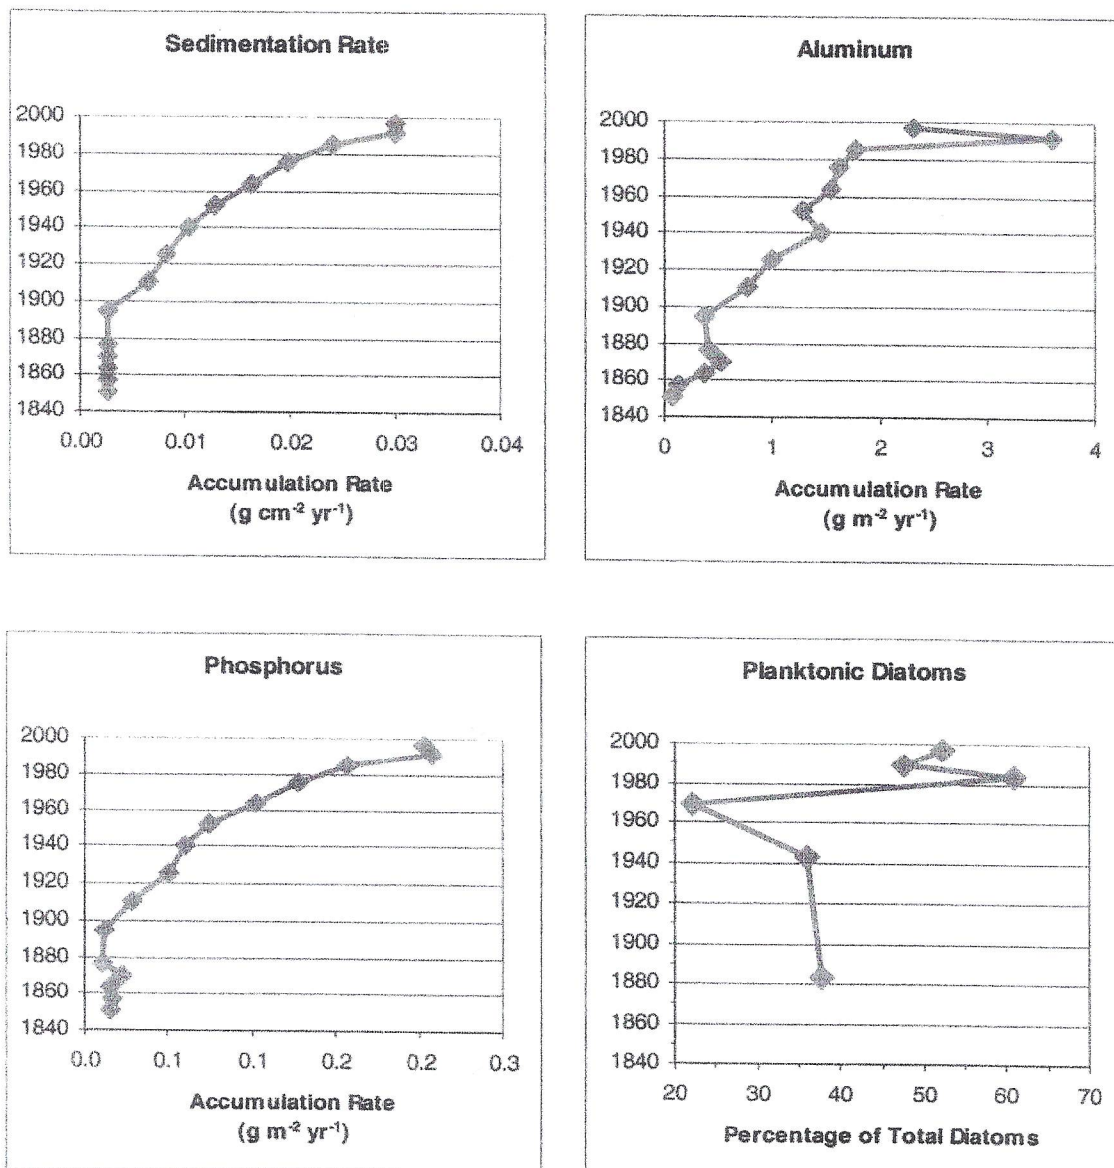 Sedimentation Rate
2000
1980
1960
1940
1920
1900
1880
1860
1840
0.00 0.01 0.02 0.03 0.04
Accumulation Rate
(g cm⁻² yr⁻¹)
Aluminum
2000
1980
1960
1940
1920
1900
1880
1860
1840
0 1 2 3 4
Accumulation Rate
(g m⁻² yr⁻¹)
Phosphorus
2000
1980
1960
1940
1920
1900
1880
1860
1840
0.0 0.1 0.1 0.2 0.2 0.3
Accumulation Rate
(g m⁻² yr⁻¹)
Planktonic Diatoms
2000
1980
1960
1940
1920
1900
1880
1860
1840
20 30 40 50 60 70
Percentage of Total Diatoms